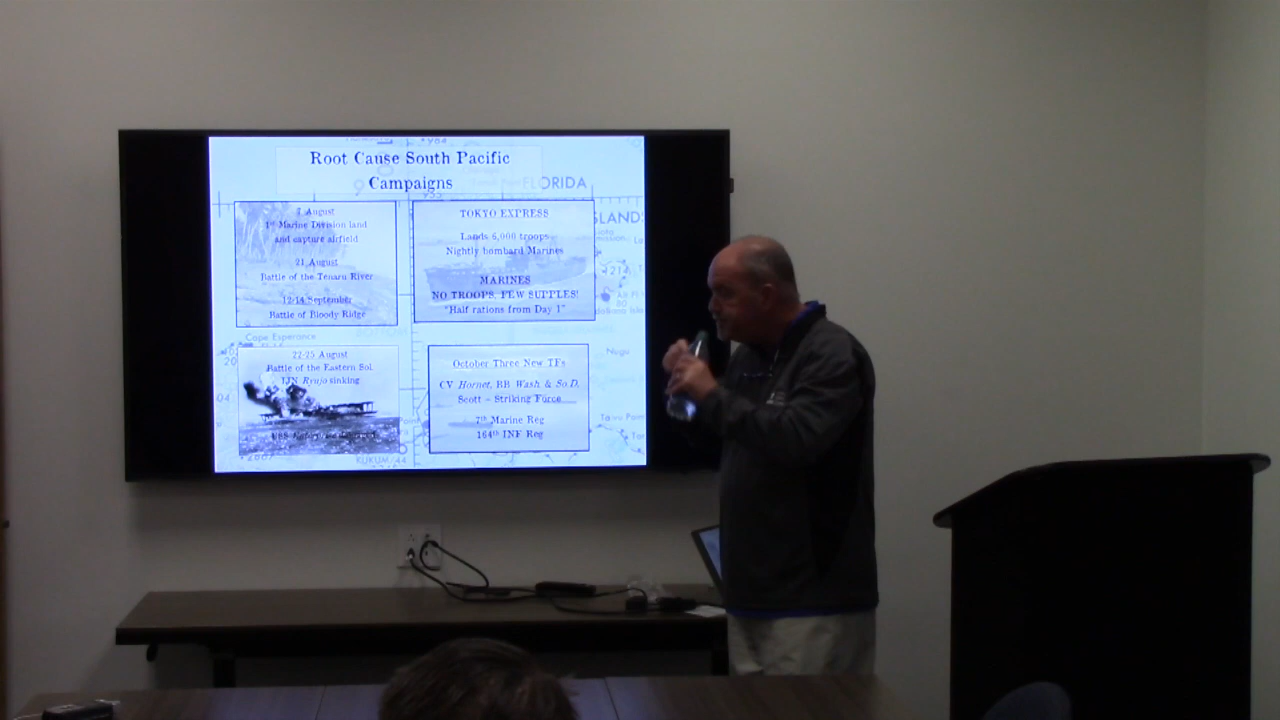 Root Cause South Pacific
Campaigns
FLORIDA
7 August
1st Marine Division land
and capture airfield
21 August
Battle of the Tenaru River
12-14 September
Battle of Bloody Ridge
TOKYO EXPRESS
Lands 6,000 troops
Nightly bombard Marines
MARINES
NO TROOPS, FEW SUPPLES!
"Half rations from Day 1"
Cape Esperance
22-25 August
Battle of the Eastern Sol.
IJN Ryujo sinking
USS
KUKUM
October Three New TFs
CV Hornet, BB Wash & So.D.
Scott – Striking Force
7th Marine Reg
164th INF Reg